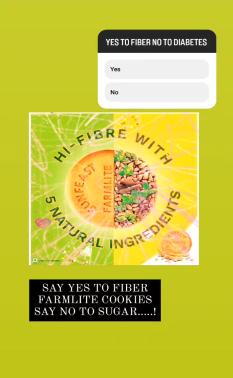 YES TO FIBER NO TO DIABETES
Yes
No
HI-FIBRE WITH
SUNFEAST
FARMLITE
5 NATURAL INGREDIENTS
SAY YES TO FIBER
FARMLITE COOKIES
SAY NO TO SUGAR.....!